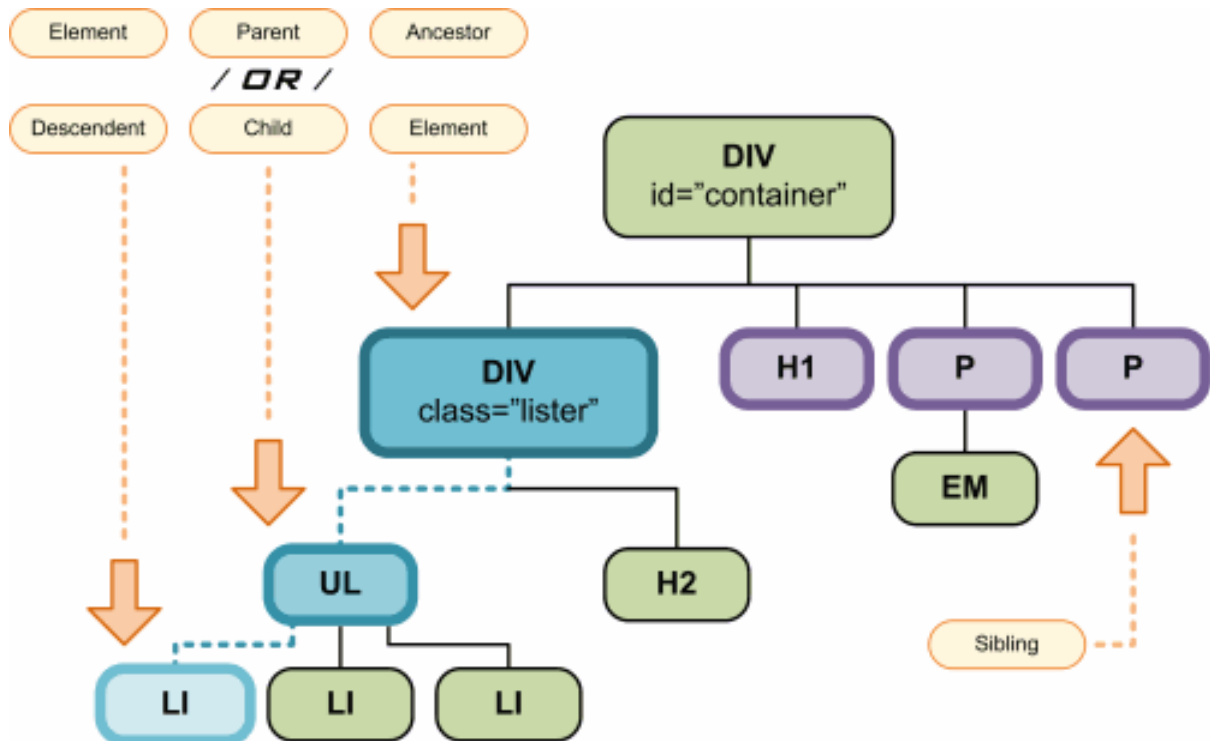 Element
Parent
Ancestor
/ OR /
Descendent
Child
Element
DIV
id=”container”
DIV
class=”lister”
H1
P
P
EM
UL
H2
Sibling
LI
LI
LI